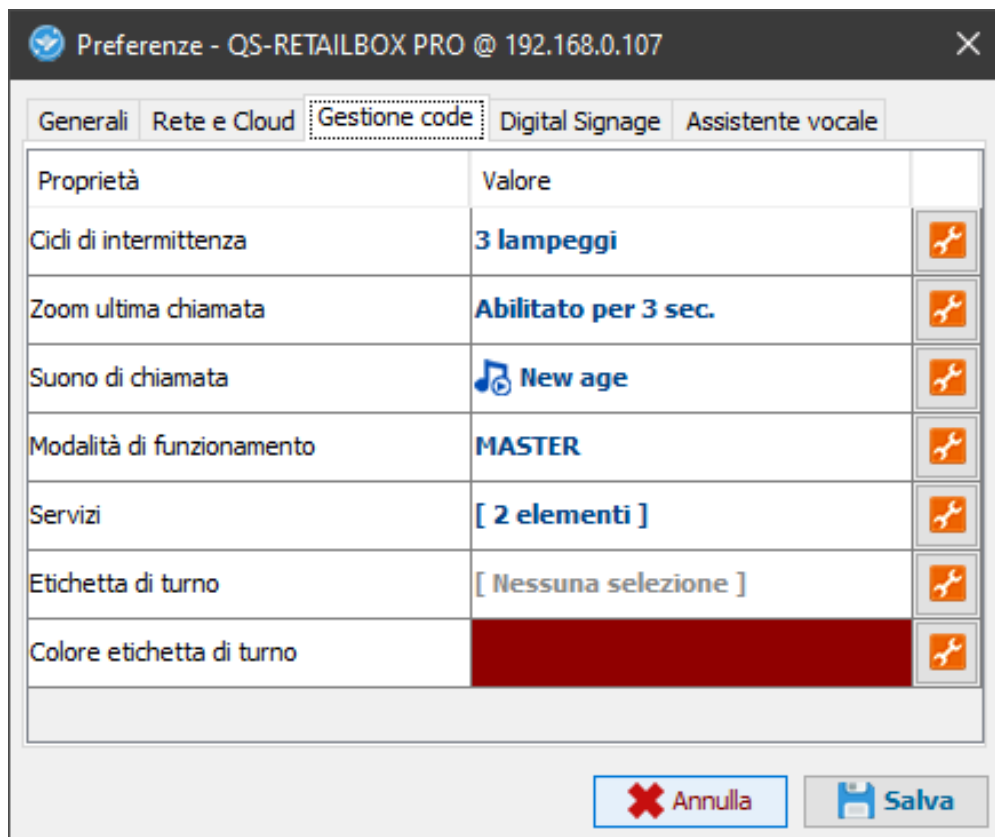 Preferenze - QS-RETAILBOX PRO @ 192.168.0.107
Generali Rete e Cloud Gestione code Digital Signage Assistente vocale
Proprietà Valore
Cicli di intermittenza 3 lampeggi
Zoom ultima chiamata Abilitato per 3 sec.
Suono di chiamata New age
Modalità di funzionamento MASTER
Servizi [ 2 elementi ]
Etichetta di turno [ Nessuna selezione ]
Colore etichetta di turno
Annulla Salva